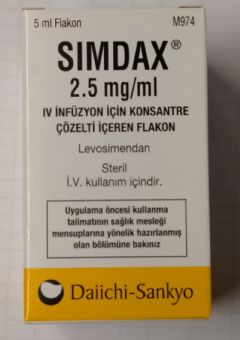 5 ml Flakon M974
SIMDAX®
2.5 mg/ml
IV İNFÜZYON İÇİN KONSANTRE
ÇÖZELTİ İÇEREN FLAKON
Levosimendan
Steril
İ.V. kullanım içindir.
Uygulama öncesi kullanma
talimatının sağlık mesleği
mensuplarına yönelik hazırlanmış
olan bölümüne bakınız
Daiichi-Sankyo